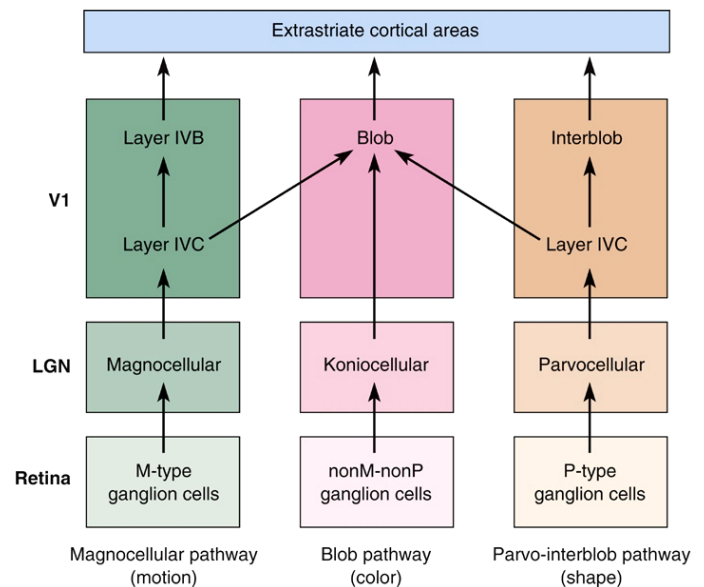 Extrastriate cortical areas
V1
Layer IVB
Blob
Interblob
Layer IVC
Layer IVC
LGN
Magnocellular
Koniocellular
Parvocellular
Retina
M-type
ganglion cells
nonM-nonP
ganglion cells
P-type
ganglion cells
Magnocellular pathway
(motion)
Blob pathway
(color)
Parvo-interblob pathway
(shape)